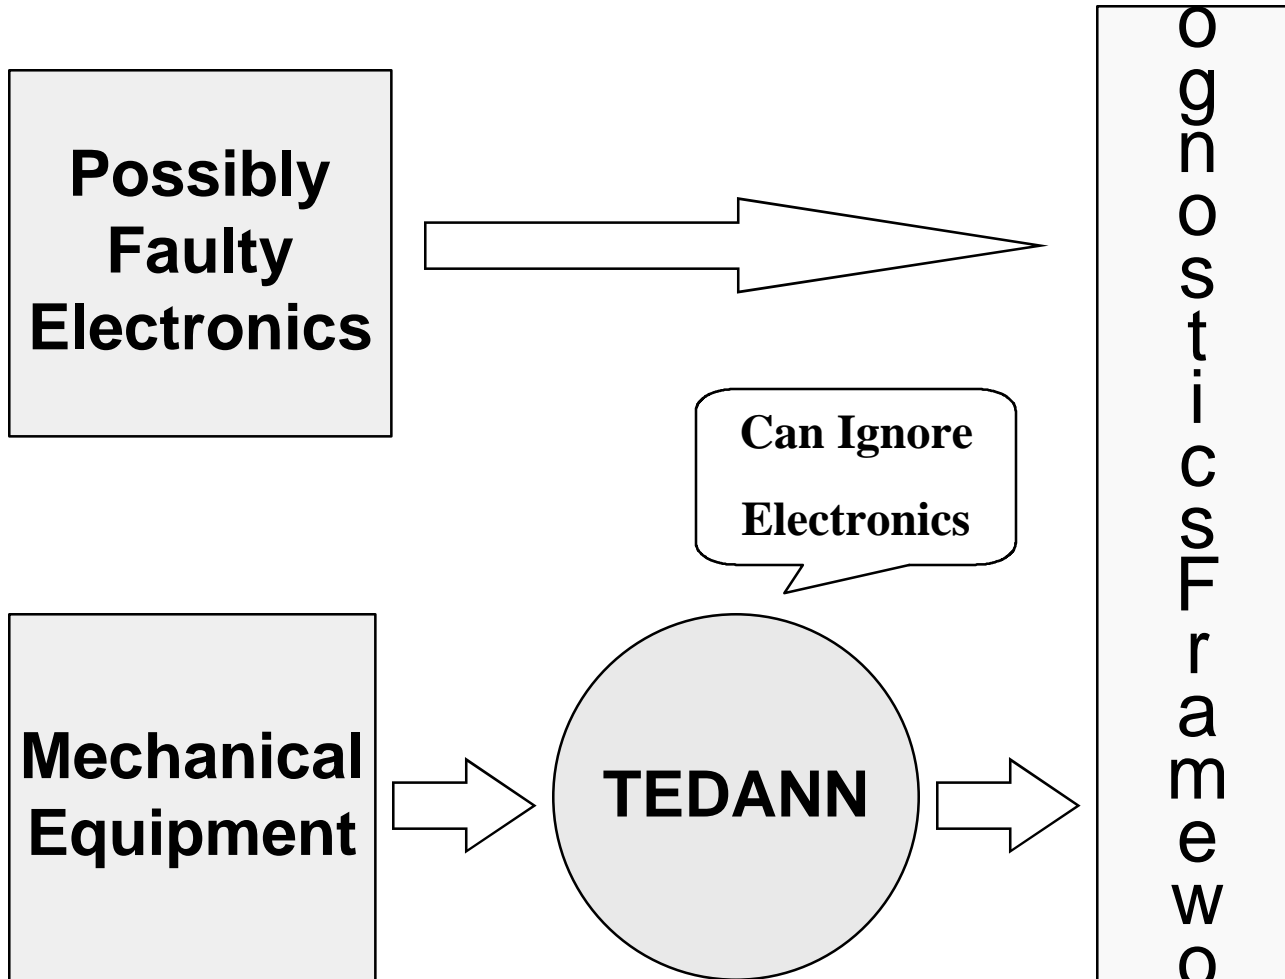 Possibly
Faulty
Electronics
Can Ignore
Electronics
Mechanical
Equipment
TEDANN
o
g
n
o
s
t
i
c
s
F
r
a
m
e
w
o